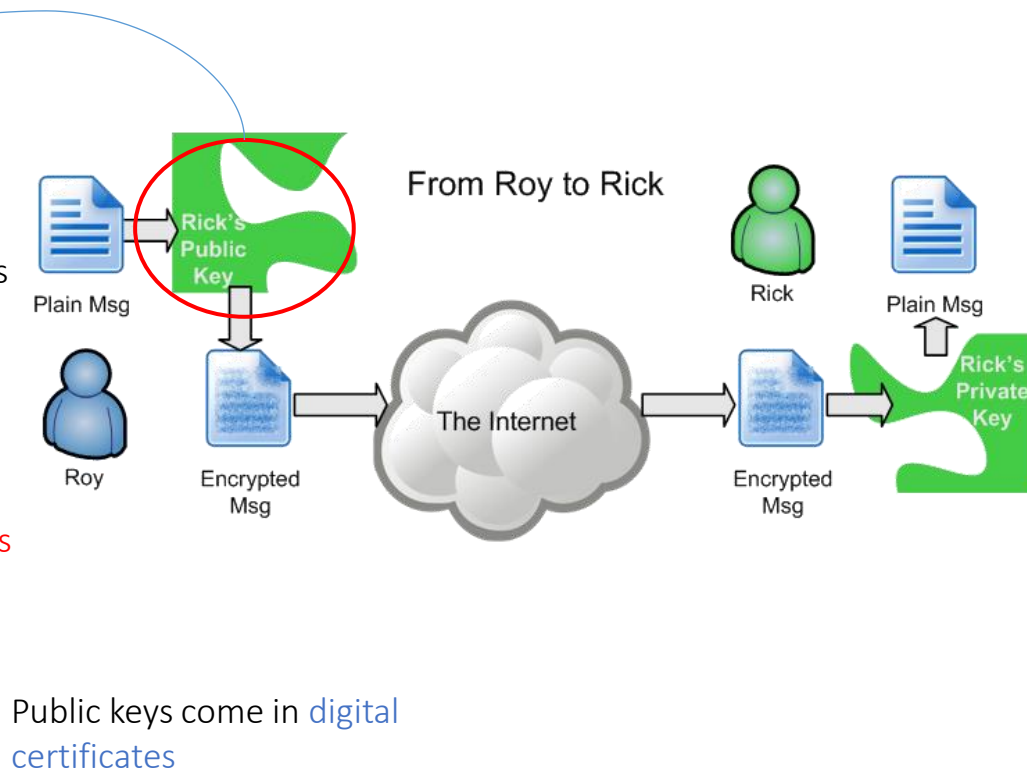 From Roy to Rick
Rick's
Public
Key
s
Plain Msg
Rick
Plain Msg
Rick's
Private
Key
The Internet
Roy
Encrypted
Msg
Encrypted
Msg
s
Public keys come in digital
certificates